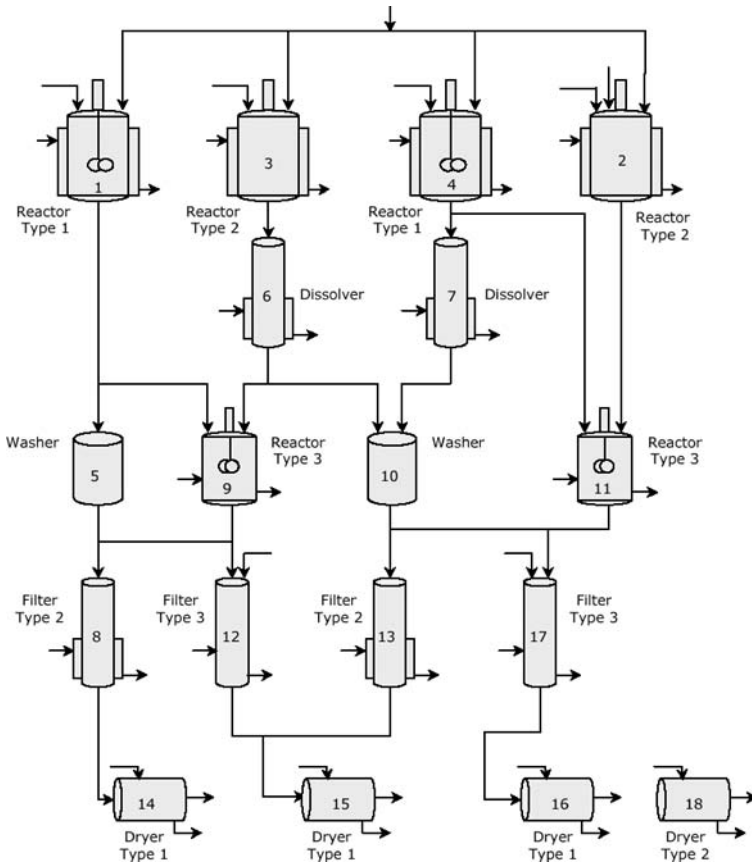 1
3
4
2
Reactor
Type 1
Reactor
Type 2
Reactor
Type 1
Reactor
Type 2
6
Dissolver
7
Dissolver
Washer
5
9
Reactor
Type 3
10
Washer
11
Reactor
Type 3
Filter
Type 2
8
Filter
Type 3
12
Filter
Type 2
13
17
Filter
Type 3
14
15
16
18
Dryer
Type 1
Dryer
Type 1
Dryer
Type 1
Dryer
Type 2